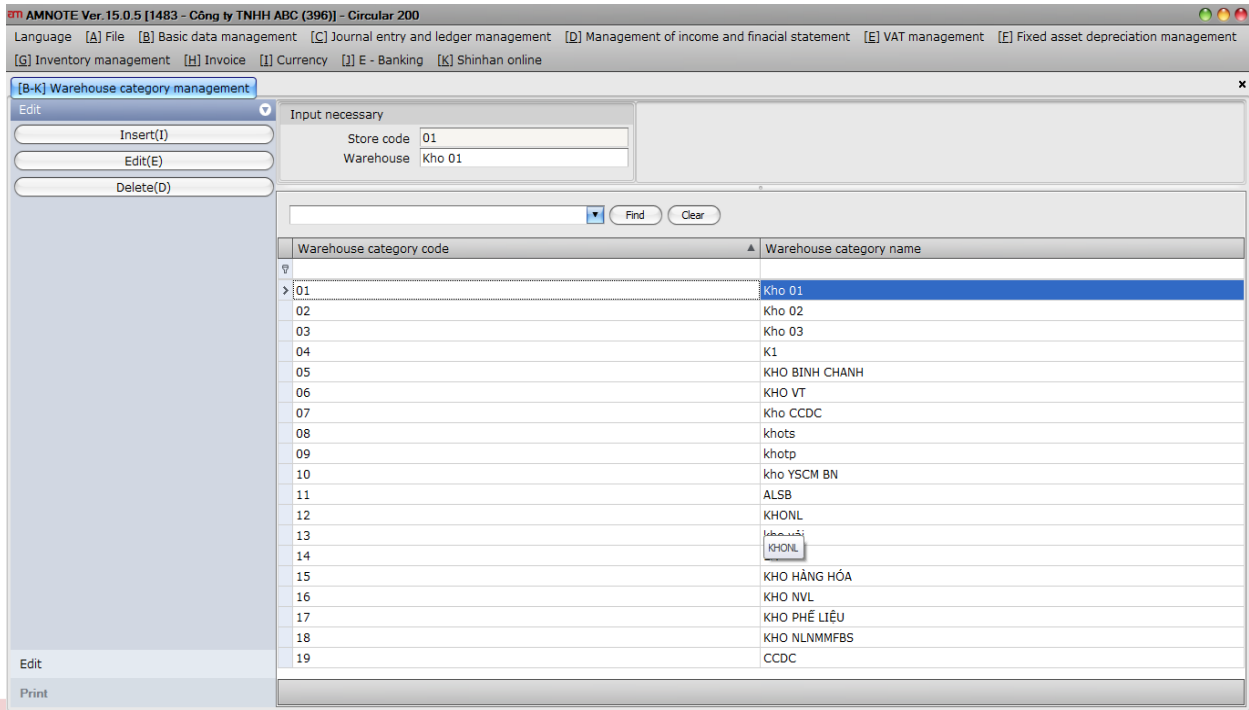 am AMNOTE Ver.15.0.5 [1483 - Công ty TNHH ABC (396)] - Circular 200
Language [A] File [B] Basic data management [C] Journal entry and ledger management [D] Management of income and finacial statement [E] VAT management [F] Fixed asset depreciation management
[G] Inventory management [H] Invoice [I] Currency [J] E - Banking [K] Shinhan online
[B-K] Warehouse category management
Edit
Insert(I)
Edit(E)
Delete(D)
Input necessary
Store code 01
Warehouse Kho 01
Find Clear
Warehouse category code Warehouse category name
01 Kho 01
02 Kho 02
03 Kho 03
04 K1
05 KHO BINH CHANH
06 KHO VT
07 Kho CCDC
08 khots
09 khotp
10 kho YSCM BN
11 ALSB
12 KHONL
13
KHONL
14
15 KHO HÀNG HÓA
16 KHO NVL
17 KHO PHẾ LIỆU
18 KHO NLNMMFBS
19 CCDC
Edit
Print